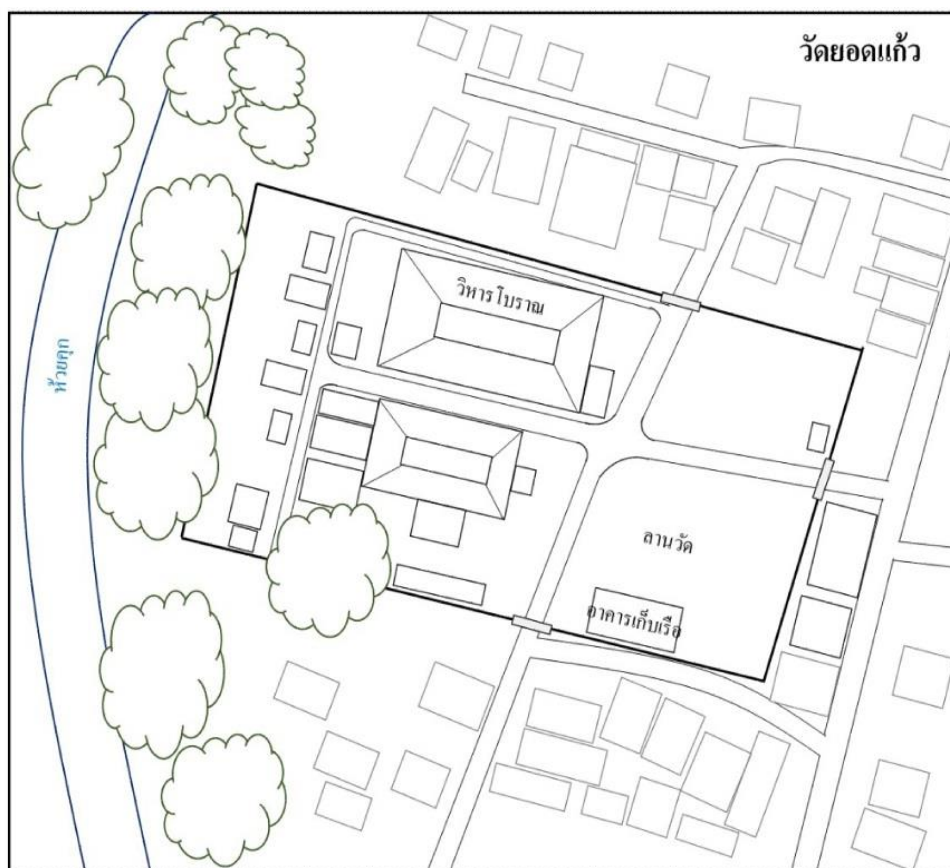 วัดยอดแก้ว
วิหารโบราณ
ห้วยคุก
ลานวัด
อาคารเก็บเรือ